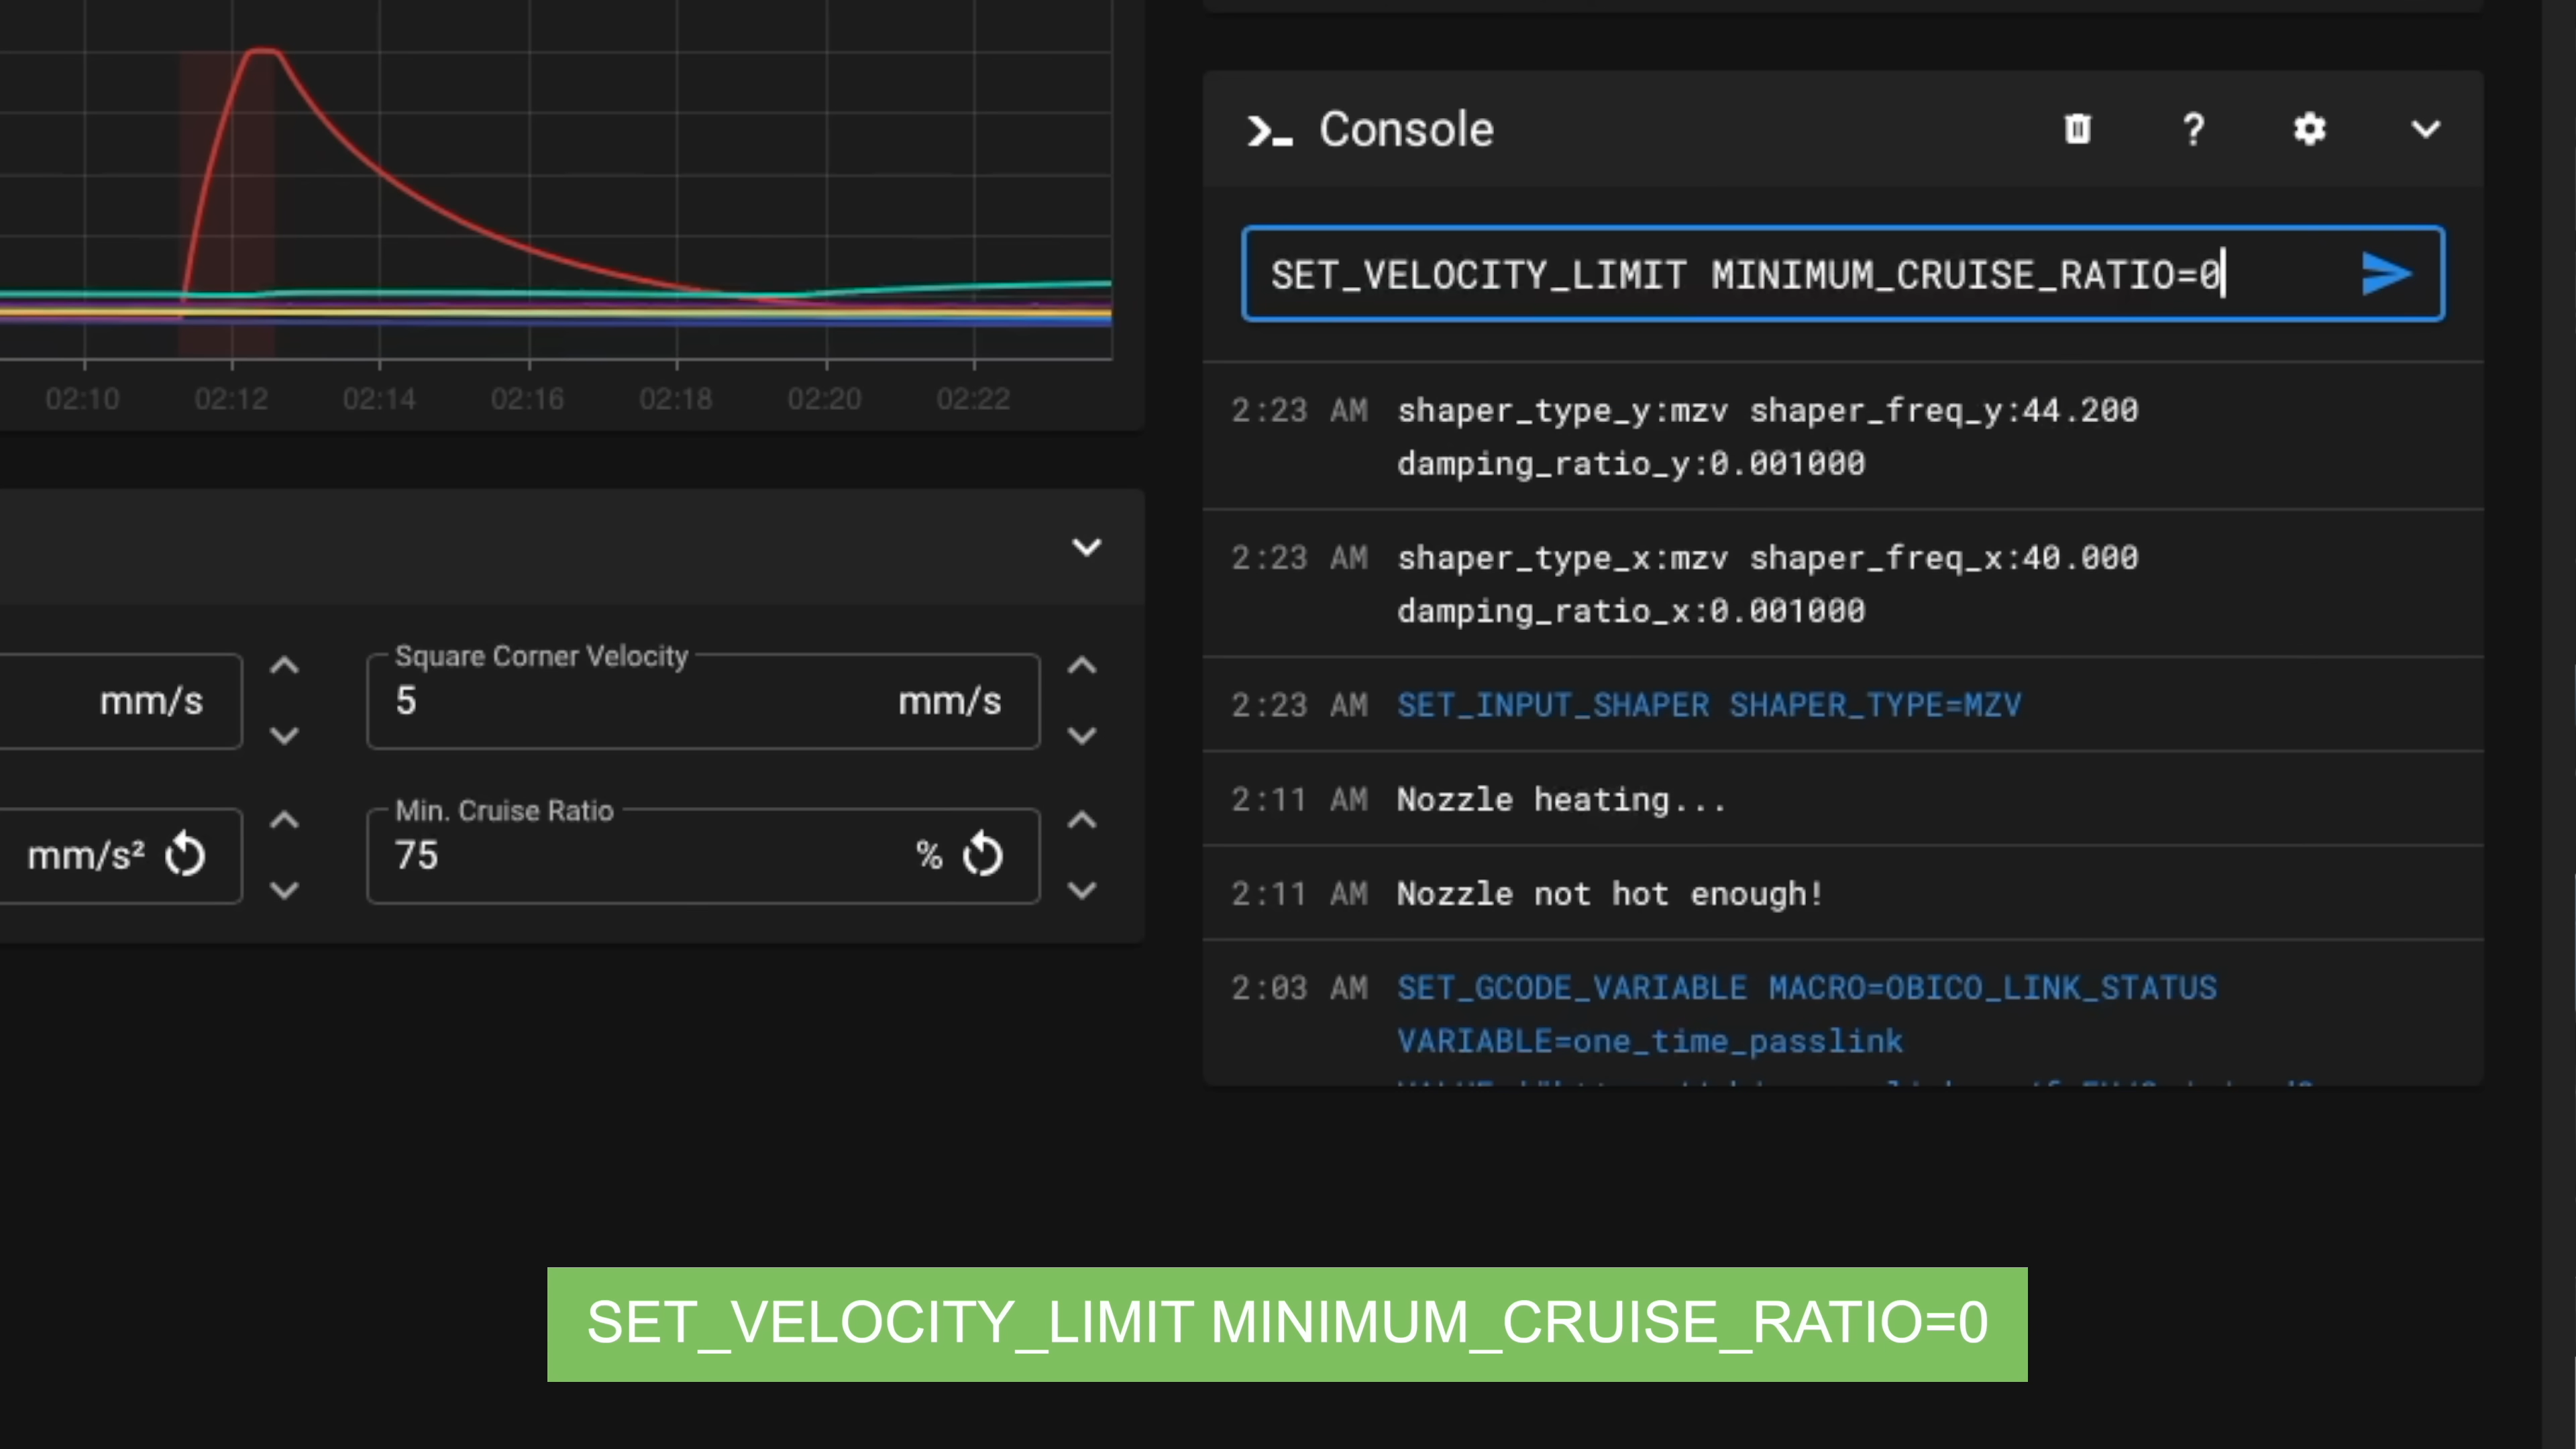 02:10 02:12 02:14 02:16 02:18 02:20 02:22
Square Corner Velocity
mm/s 5 mm/s
Min. Cruise Ratio
mm/s² 75 %
Console ?
SET_VELOCITY_LIMIT MINIMUM_CRUISE_RATIO=0
2:23 AM shaper_type_y:mzv shaper_freq_y:44.200
damping_ratio_y:0.001000
2:23 AM shaper_type_x:mzv shaper_freq_x:40.000
damping_ratio_x:0.001000
2:23 AM SET_INPUT_SHAPER SHAPER_TYPE=MZV
2:11 AM Nozzle heating...
2:11 AM Nozzle not hot enough!
2:03 AM SET_GCODE_VARIABLE MACRO=OBICO_LINK_STATUS
VARIABLE=one_time_passlink
SET_VELOCITY_LIMIT MINIMUM_CRUISE_RATIO=0